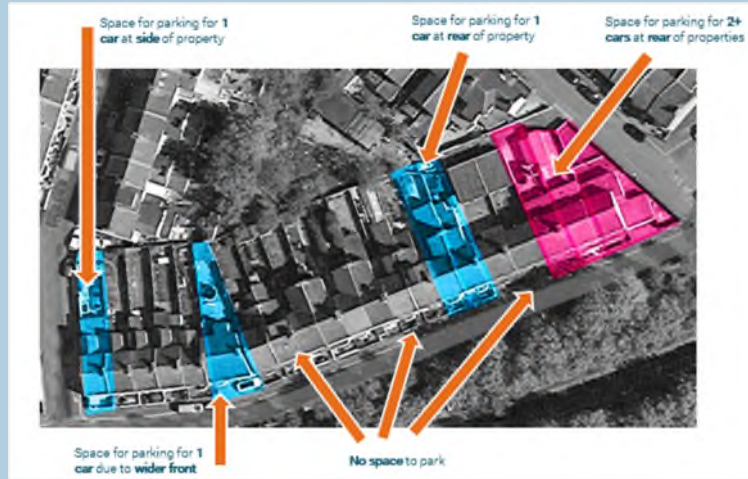 Space for parking for 1
car at side of property
Space for parking for 1
car at rear of property
Space for parking for 2+
cars at rear of properties
Space for parking for 1
car due to wider front
No space to park